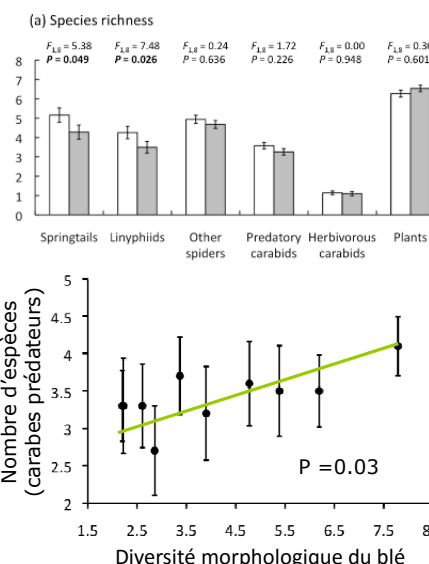 (a) Species richness
F1,8 = 5.38 F1,8 = 7.48 F1,8 = 0.24 F1,8 = 1.72 F1,8 = 0.00
P = 0.049 P = 0.026 P = 0.636 P = 0.226 P = 0.948 P = 0.601
8
7
6
5
4
3
2
1
0
Springtails Linyphiids Other spiders Predatory carabids Herbivorous carabids Plants
Nombre d'espèces
(carabes prédateurs)
5
4.5
4
3.5
3
2.5
2
P =0.03
1.5 2.5 3.5 4.5 5.5 6.5 7.5
Diversité morphologique du blé